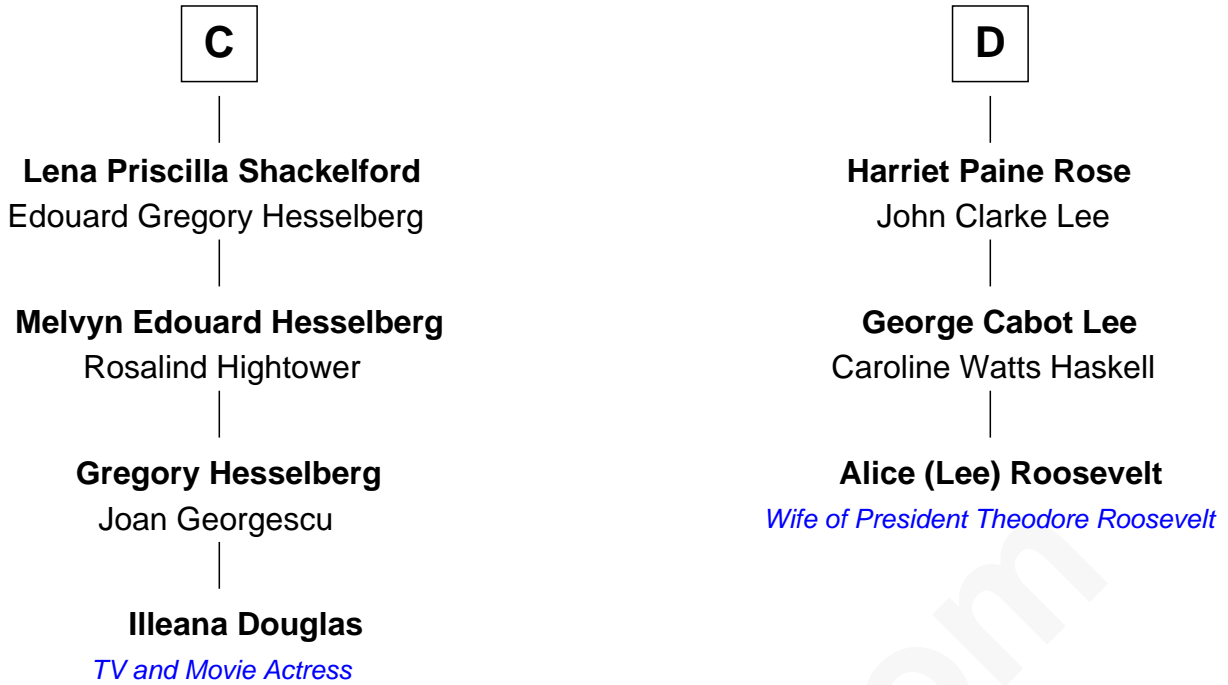 C
Lena Priscilla Shackelford
Edouard Gregory Hesselberg
Melvyn Edouard Hesselberg
Rosalind Hightower
Gregory Hesselberg
Joan Georgescu
Illeana Douglas
TV and Movie Actress
D
Harriet Paine Rose
John Clarke Lee
George Cabot Lee
Caroline Watts Haskell
Alice (Lee) Roosevelt
Wife of President Theodore Roosevelt
om